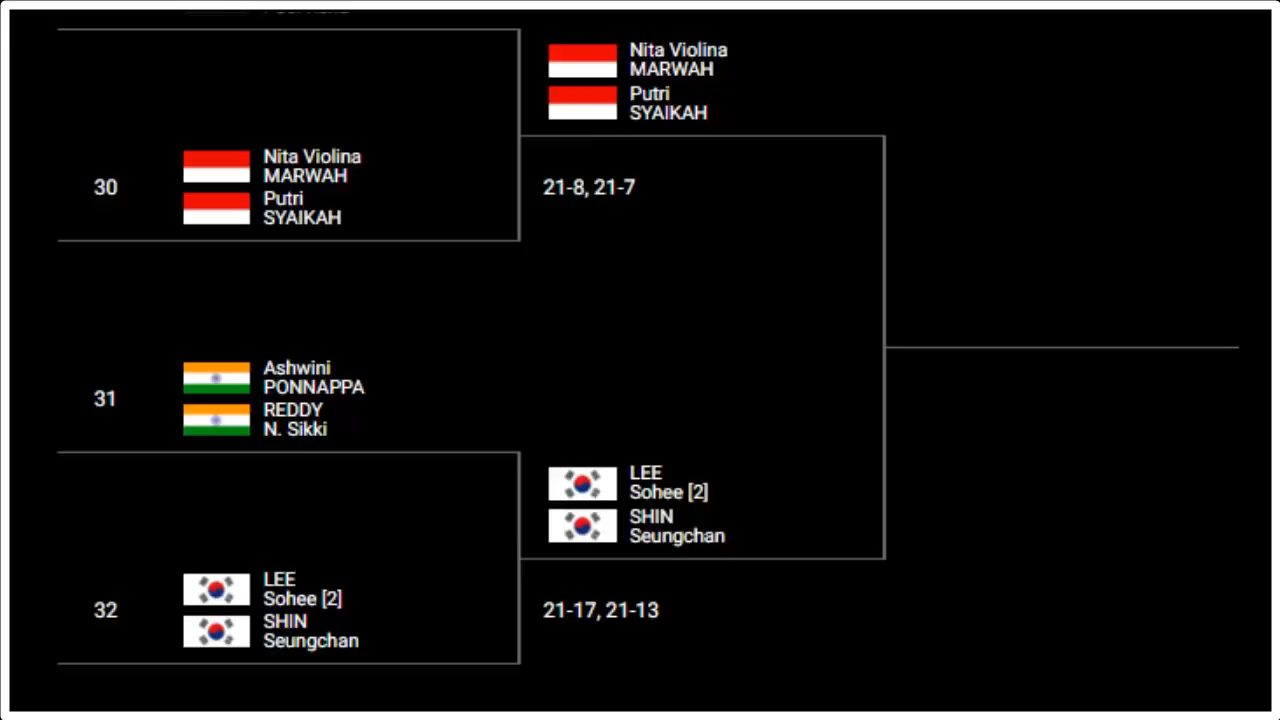 Nita Violina
MARWAH
Putri
SYAIKAH
30
Nita Violina
MARWAH
Putri
SYAIKAH
21-8, 21-7
31
Ashwini
PONNAPPA
REDDY
N. Sikki
LEE
Sohee [2]
SHIN
Seungchan
32
LEE
Sohee [2]
SHIN
Seungchan
21-17, 21-13